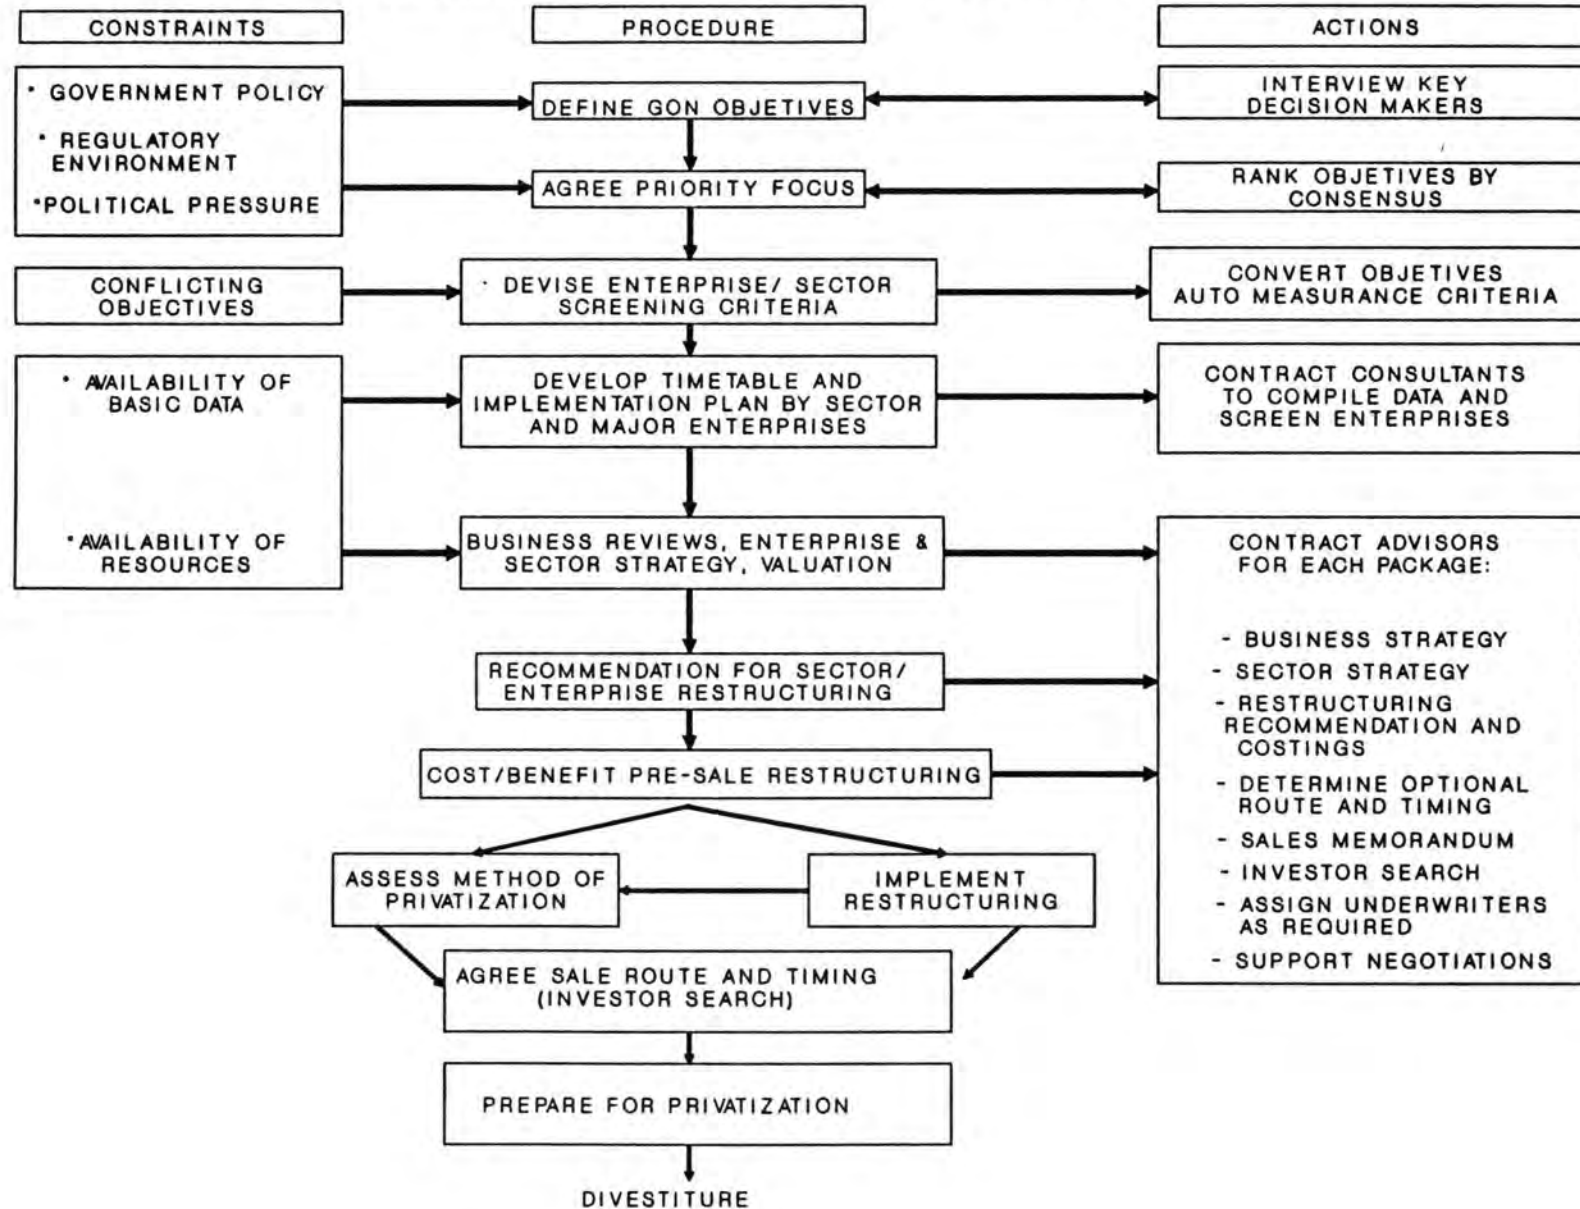 CONSTRAINTS
PROCEDURE
ACTIONS
* GOVERNMENT POLICY
* REGULATORY
ENVIRONMENT
*POLITICAL PRESSURE
DEFINE GON OBJETIVES
INTERVIEW KEY
DECISION MAKERS
AGREE PRIORITY FOCUS
RANK OBJETIVES BY
CONSENSUS
CONFLICTING
OBJECTIVES
DEVISE ENTERPRISE/ SECTOR
SCREENING CRITERIA
CONVERT OBJETIVES
AUTO MEASURANCE CRITERIA
* AVAILABILITY OF
BASIC DATA
DEVELOP TIMETABLE AND
IMPLEMENTATION PLAN BY SECTOR
AND MAJOR ENTERPRISES
CONTRACT CONSULTANTS
TO COMPILE DATA AND
SCREEN ENTERPRISES
* AVAILABILITY OF
RESOURCES
BUSINESS REVIEWS, ENTERPRISE &
SECTOR STRATEGY, VALUATION
CONTRACT ADVISORS
FOR EACH PACKAGE:
- BUSINESS STRATEGY
- SECTOR STRATEGY
- RESTRUCTURING
RECOMMENDATION AND
COSTINGS
- DETERMINE OPTIONAL
ROUTE AND TIMING
- SALES MEMORANDUM
- INVESTOR SEARCH
- ASSIGN UNDERWRITERS
AS REQUIRED
- SUPPORT NEGOTIATIONS
RECOMMENDATION FOR SECTOR/
ENTERPRISE RESTRUCTURING
COST/BENEFIT PRE-SALE RESTRUCTURING
ASSESS METHOD OF
PRIVATIZATION
IMPLEMENT
RESTRUCTURING
AGREE SALE ROUTE AND TIMING
(INVESTOR SEARCH)
PREPARE FOR PRIVATIZATION
DIVESTITURE